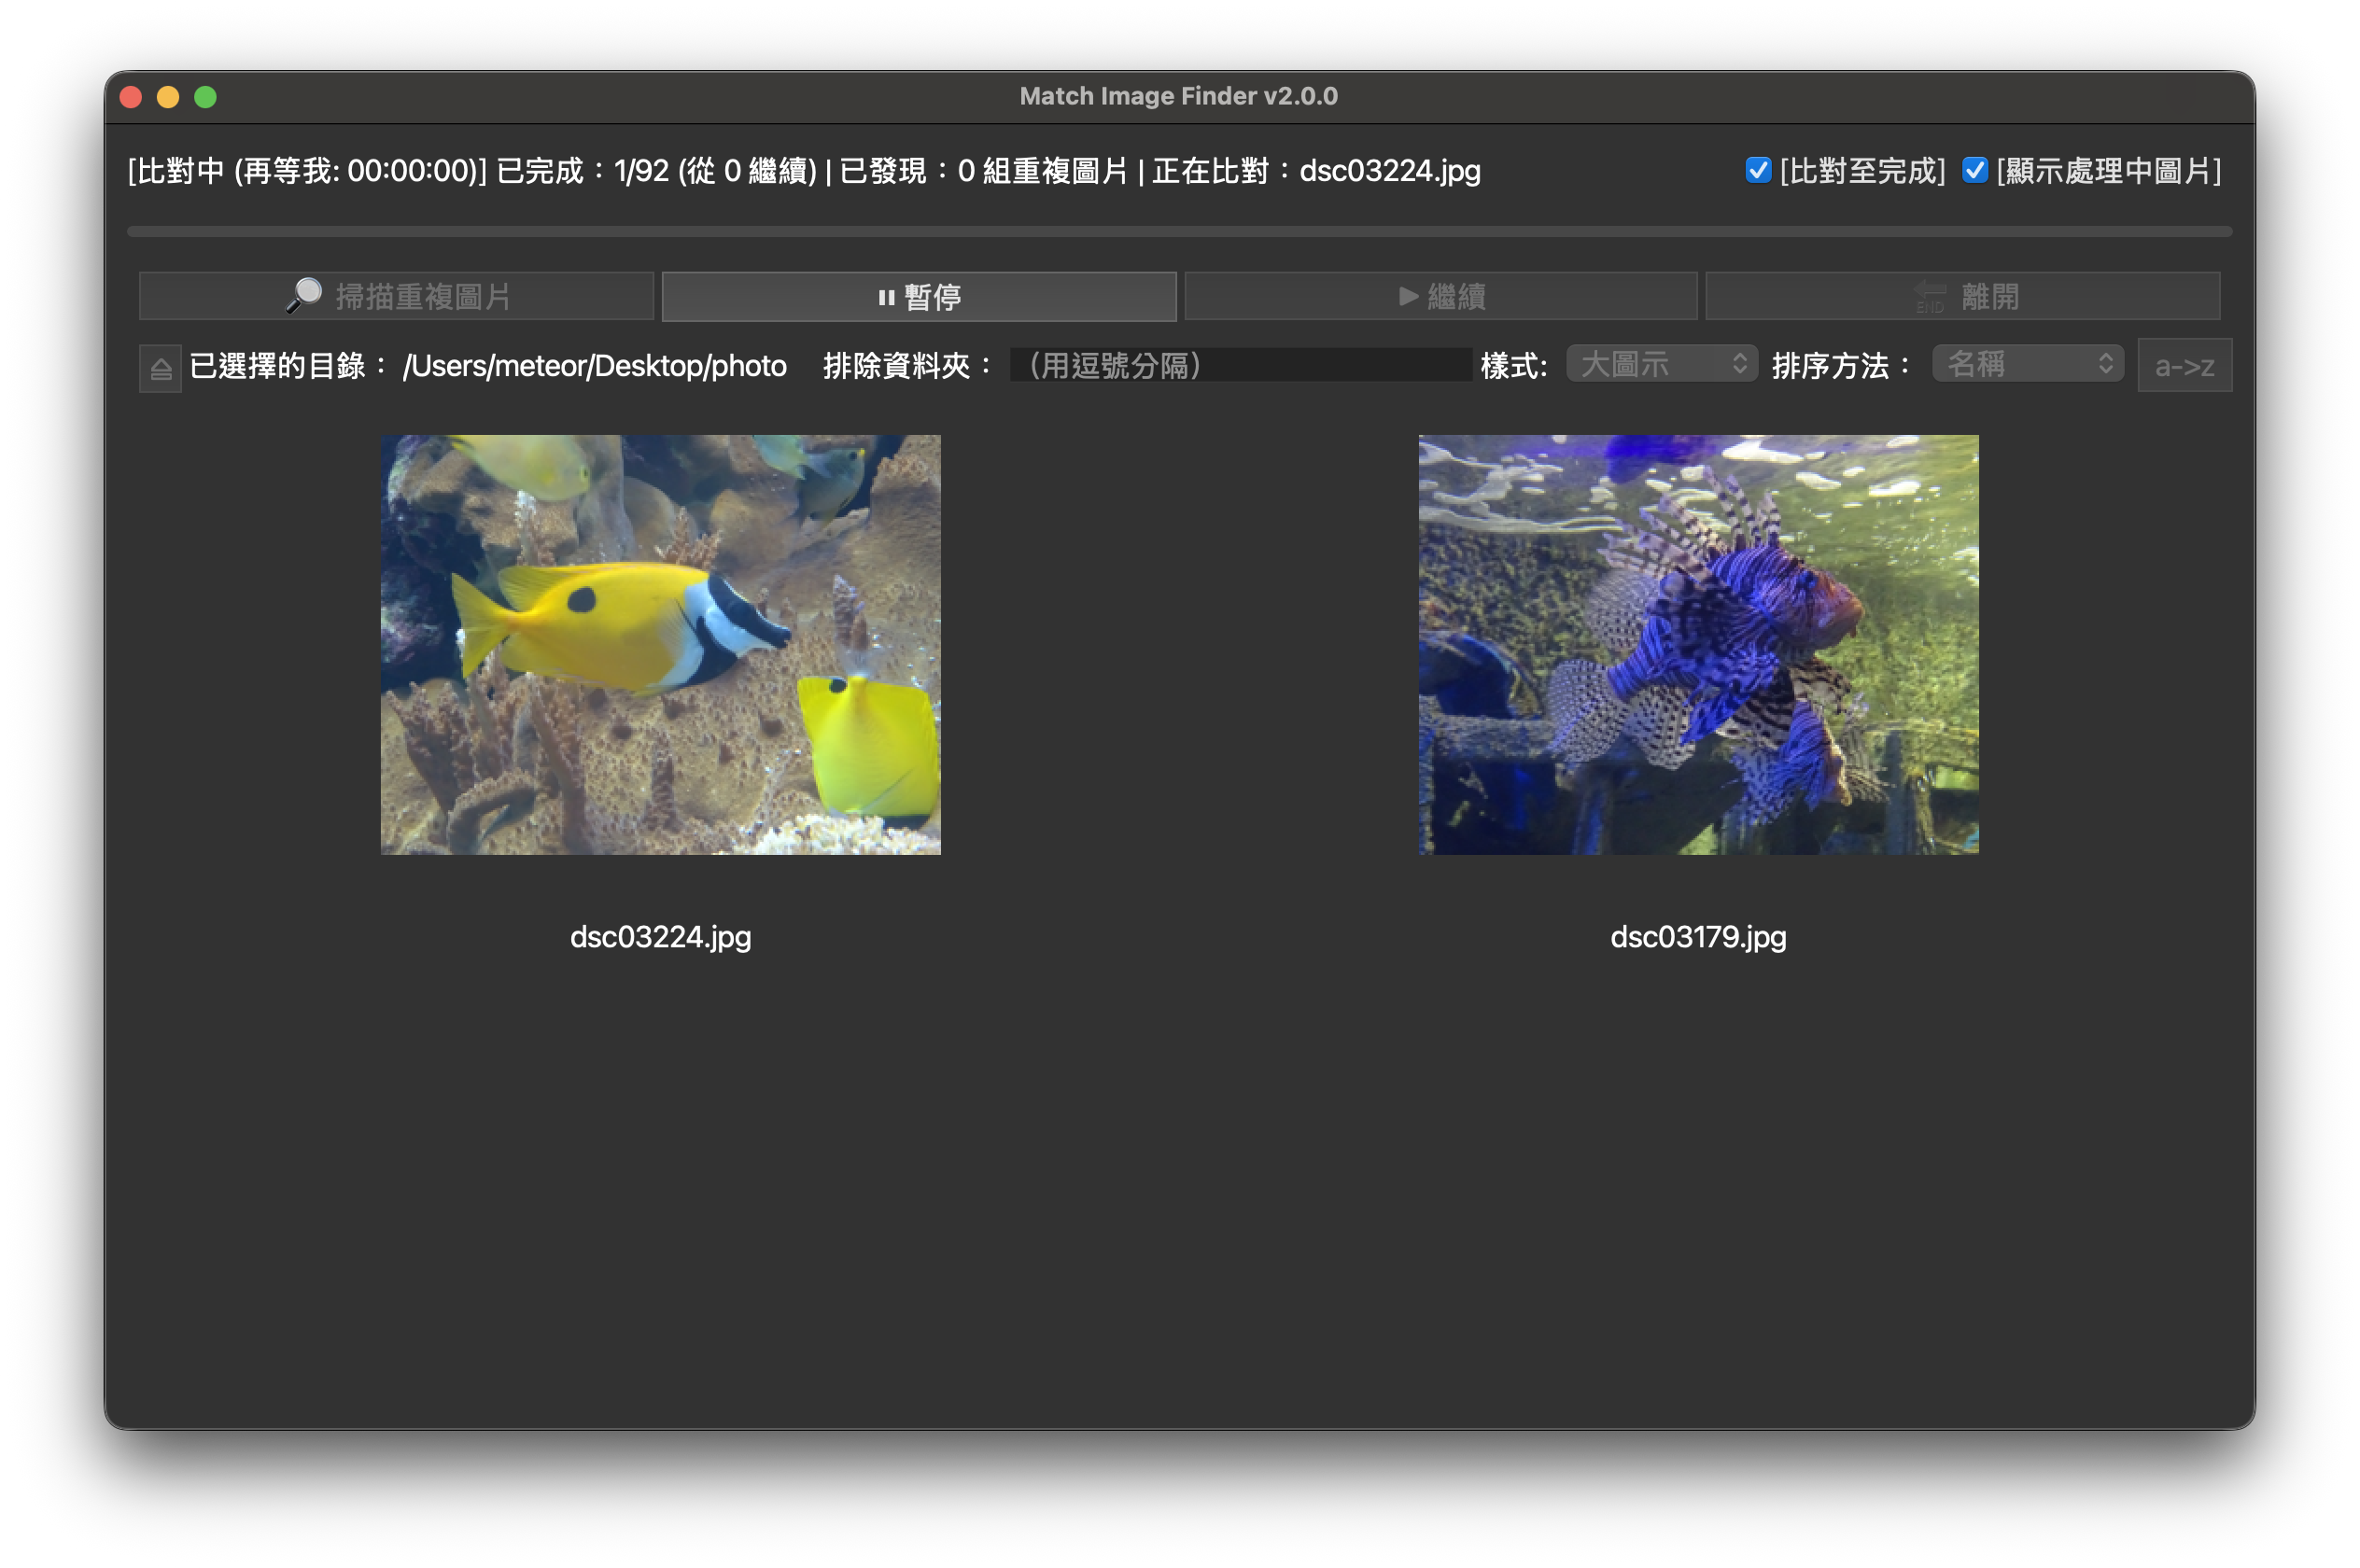 Match Image Finder v2.0.0
[比對中 (再等我: 00:00:00)] 已完成：1/92 (從 0 繼續) | 已發現：0 組重複圖片 | 正在比對：dsc03224.jpg [比對至完成] [顯示處理中圖片]
掃描重複圖片 暫停 繼續 END 離開
已選擇的目錄： /Users/meteor/Desktop/photo 排除資料夾： （用逗號分隔） 樣式: 大圖示 排序方法： 名稱 a->z
dsc03224.jpg dsc03179.jpg